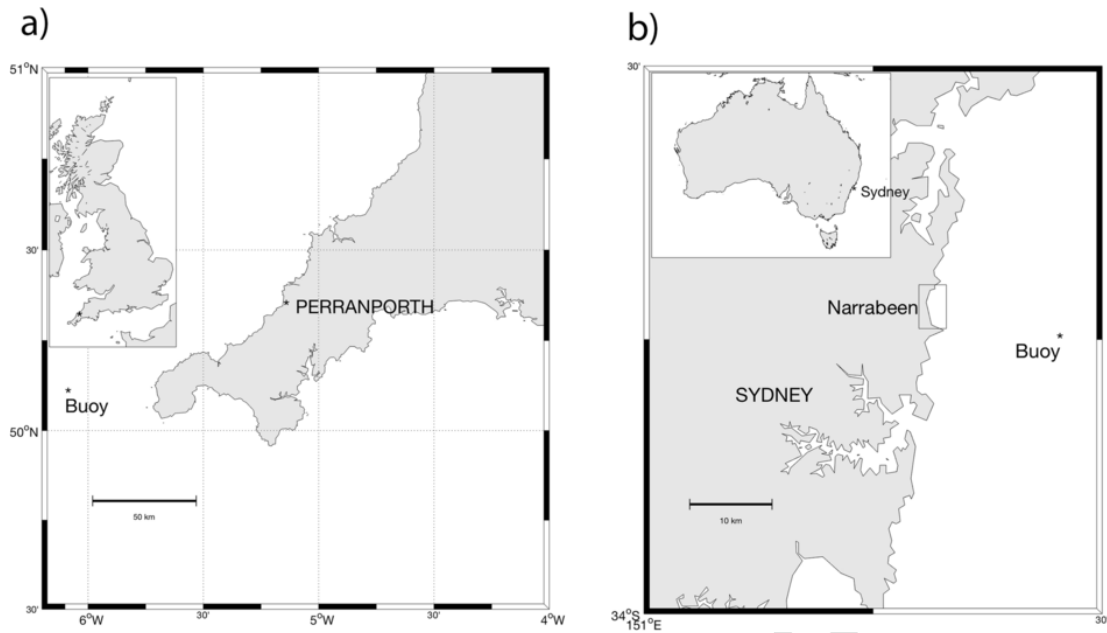 a)
51°N
30'
PERRANPORTH
Buoy
50°N
50 km
30'
6°W
30'
5°W
30'
4°W
b)
30'
Sydney
Narrabeen
Buoy
SYDNEY
10 km
34°S
151°E
30'